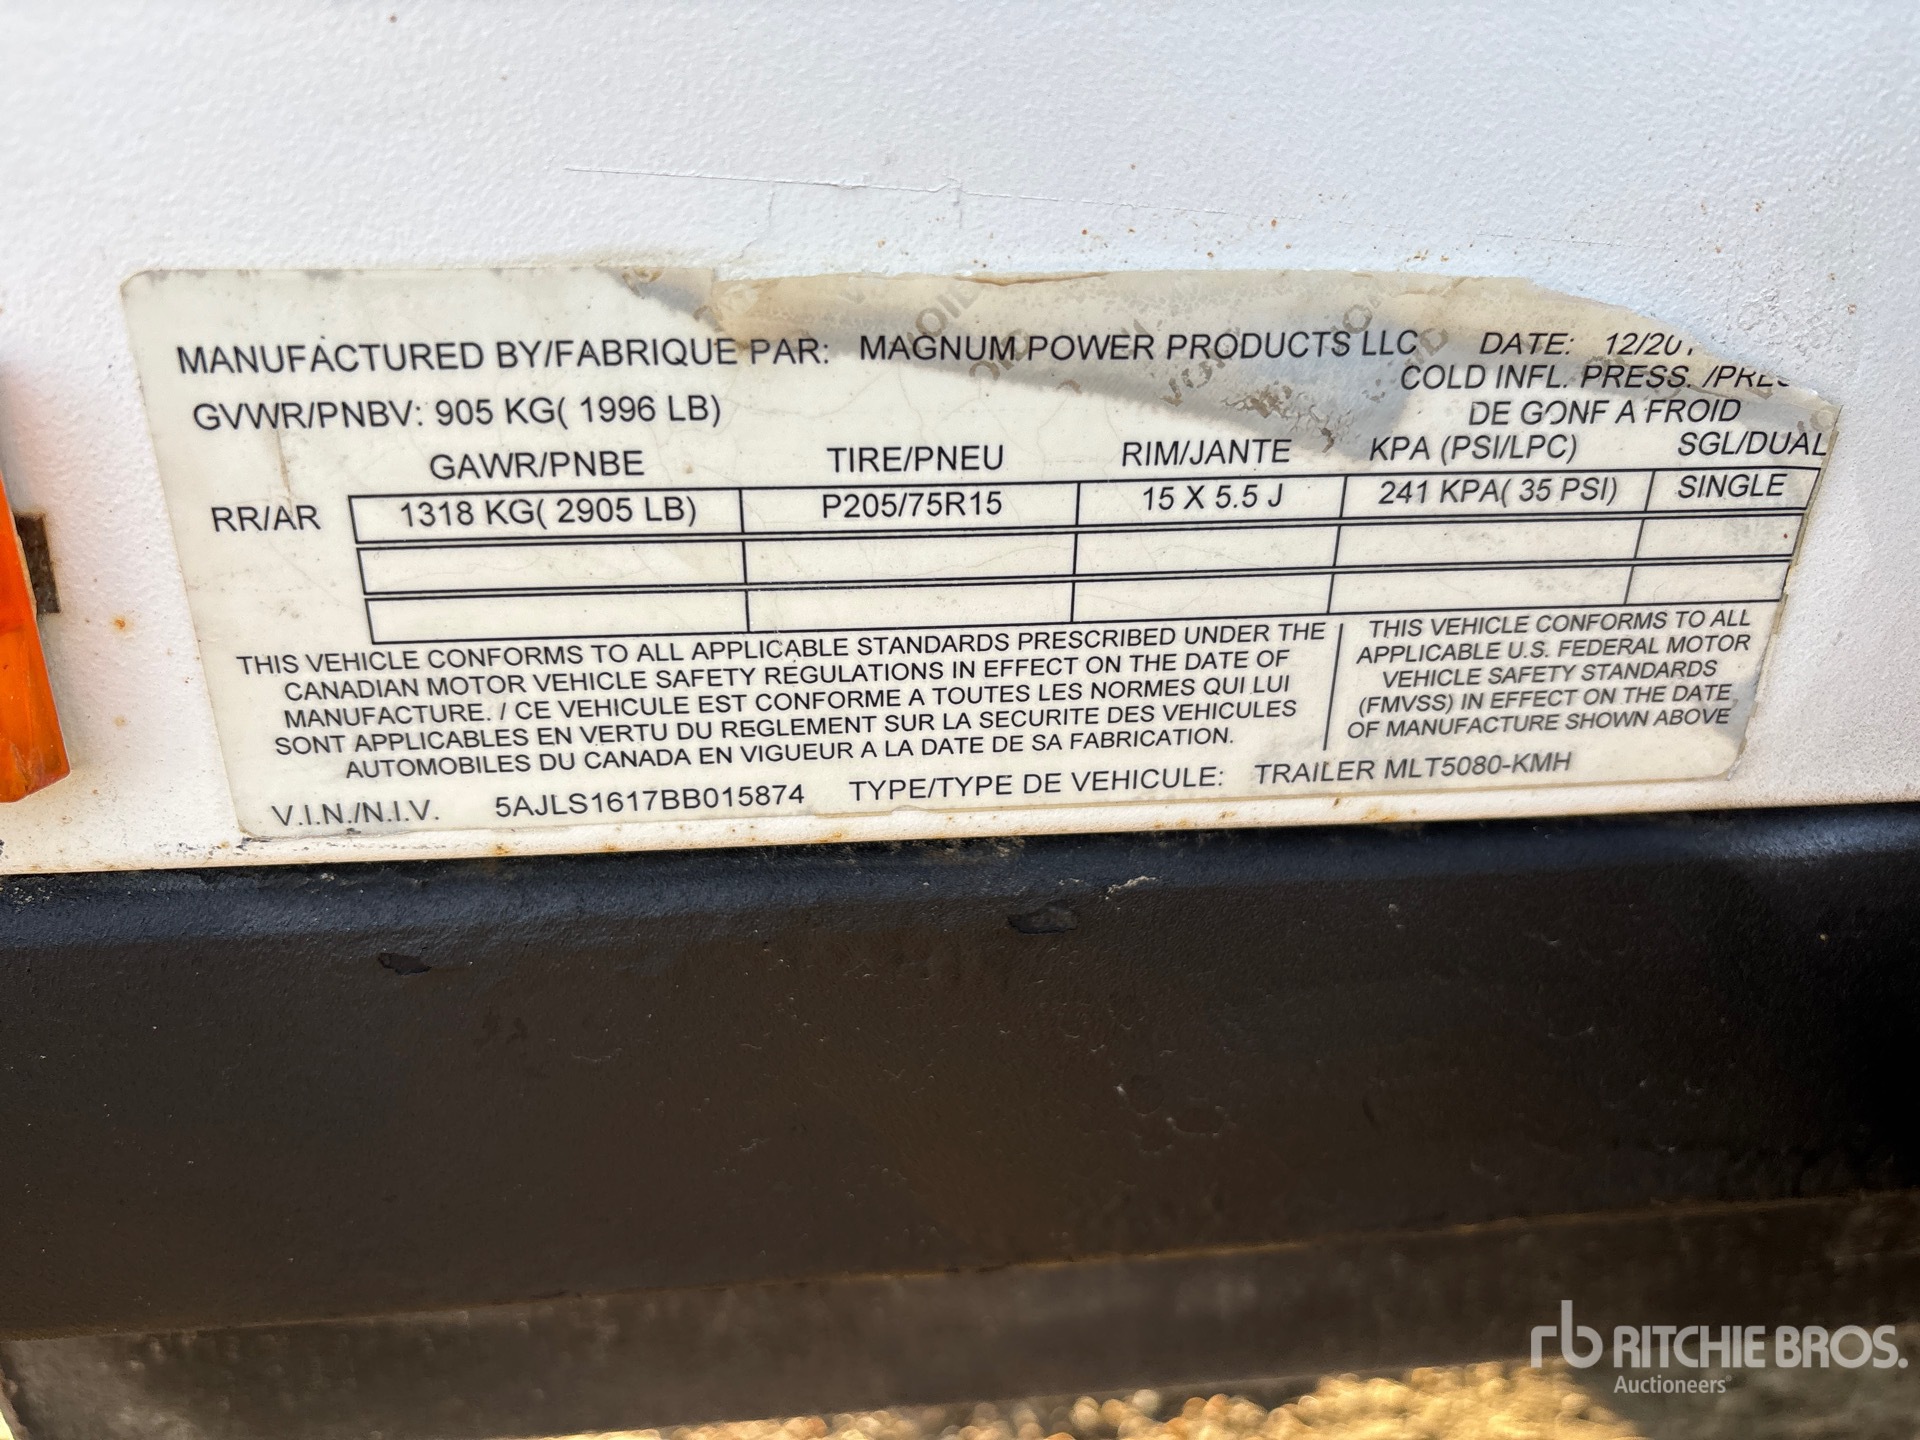 MANUFACTURED BY/FABRIQUE PAR: MAGNUM POWER PRODUCTS LLC DATE: 12/20
COLD INFL. PRESS. /PRES
GVWR/PNBV: 905 KG( 1996 LB) DE GONF A FROID
GAWR/PNBE TIRE/PNEU RIM/JANTE KPA (PSI/LPC) SGL/DUAL
RR/AR 1318 KG( 2905 LB) P205/75R15 15 X 5.5 J 241 KPA( 35 PSI) SINGLE
THIS VEHICLE CONFORMS TO ALL APPLICABLE STANDARDS PRESCRIBED UNDER THE
CANADIAN MOTOR VEHICLE SAFETY REGULATIONS IN EFFECT ON THE DATE OF
MANUFACTURE. / CE VEHICULE EST CONFORME A TOUTES LES NORMES QUI LUI
SONT APPLICABLES EN VERTU DU REGLEMENT SUR LA SECURITE DES VEHICULES
AUTOMOBILES DU CANADA EN VIGUEUR A LA DATE DE SA FABRICATION.
THIS VEHICLE CONFORMS TO ALL
APPLICABLE U.S. FEDERAL MOTOR
VEHICLE SAFETY STANDARDS
(FMVSS) IN EFFECT ON THE DATE
OF MANUFACTURE SHOWN ABOVE
V.I.N./N.I.V. 5AJLS1617BB015874 TYPE/TYPE DE VEHICULE: TRAILER MLT5080-KMH
rb RITCHIE BROS.
Auctioneers